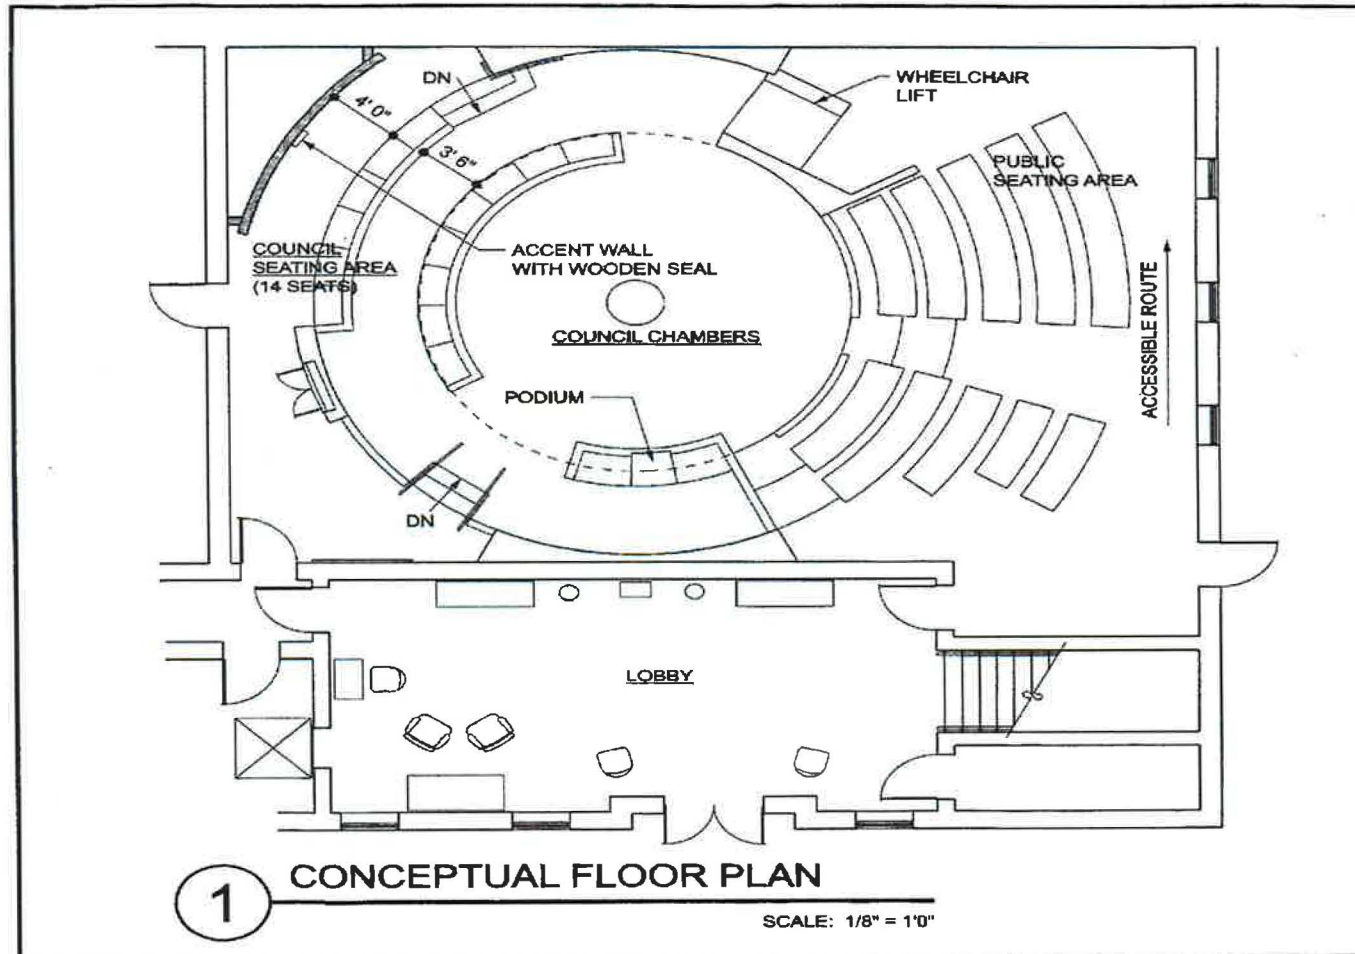 DN
WHEELCHAIR
LIFT
4' 0"
3' 6"
PUBLIC
SEATING AREA
COUNCIL
SEATING AREA
(14 SEATS)
ACCENT WALL
WITH WOODEN SEAL
COUNCIL CHAMBERS
ACCESSIBLE ROUTE
PODIUM
DN
LOBBY
1
CONCEPTUAL FLOOR PLAN
SCALE: 1/8" = 1'0"